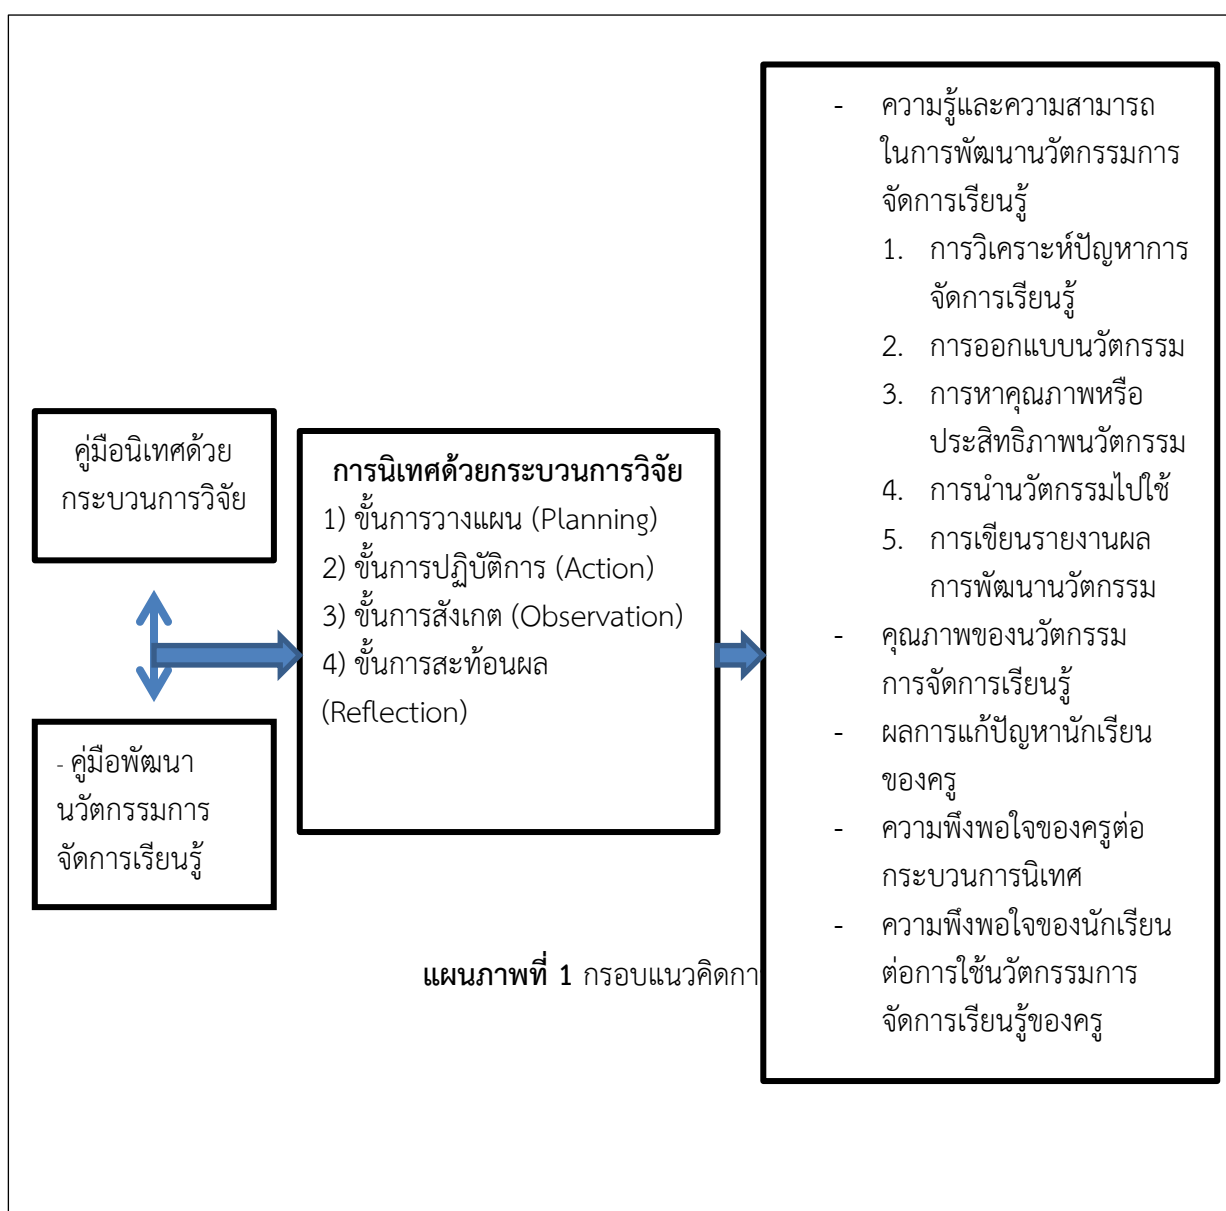 คู่มือนิเทศด้วย
กระบวนการวิจัย
- คู่มือพัฒนา
นวัตกรรมการ
จัดการเรียนรู้
การนิเทศด้วยกระบวนการวิจัย
1) ขั้นการวางแผน (Planning)
2) ขั้นการปฏิบัติการ (Action)
3) ขั้นการสังเกต (Observation)
4) ขั้นการสะท้อนผล
(Reflection)
- ความรู้และความสามารถ
ในการพัฒนานวัตกรรมการ
จัดการเรียนรู้
1. การวิเคราะห์ปัญหาการ
จัดการเรียนรู้
2. การออกแบบนวัตกรรม
3. การหาคุณภาพหรือ
ประสิทธิภาพนวัตกรรม
4. การนำนวัตกรรมไปใช้
5. การเขียนรายงานผล
การพัฒนานวัตกรรม
- คุณภาพของนวัตกรรม
การจัดการเรียนรู้
- ผลการแก้ปัญหานักเรียน
ของครู
- ความพึงพอใจของครูต่อ
กระบวนการนิเทศ
- ความพึงพอใจของนักเรียน
ต่อการใช้นวัตกรรมการ
จัดการเรียนรู้ของครู
แผนภาพที่ 1 กรอบแนวคิดกา